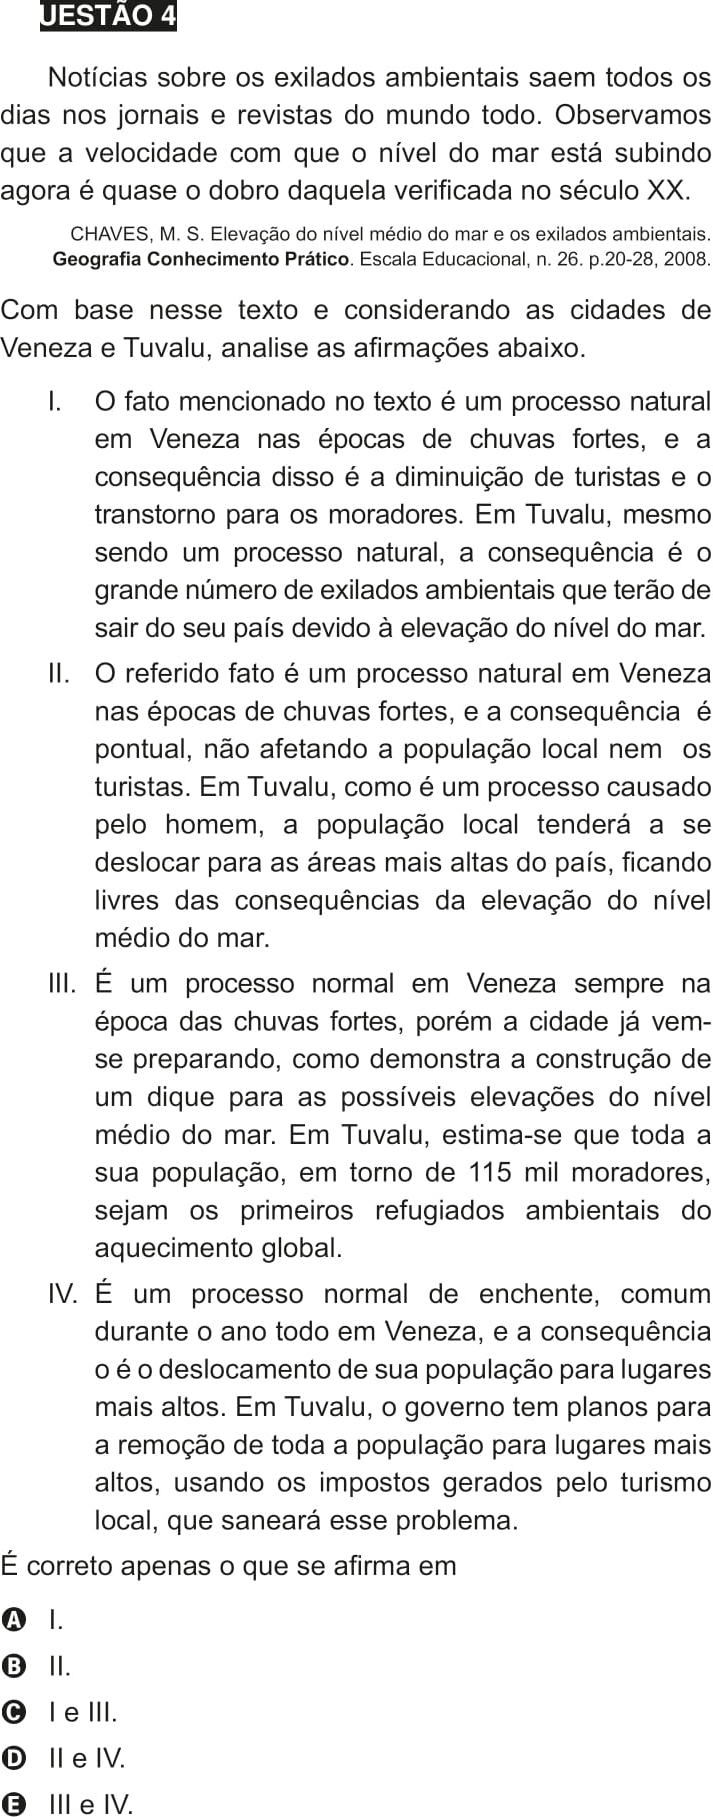 UESTÃO 4
Notícias sobre os exilados ambientais saem todos os
dias nos jornais e revistas do mundo todo. Observamos
que a velocidade com que o nível do mar está subindo
agora é quase o dobro daquela verificada no século XX.
CHAVES, M. S. Elevação do nível médio do mar e os exilados ambientais.
Geografia Conhecimento Prático. Escala Educacional, n. 26. p.20-28, 2008.
Com base nesse texto e considerando as cidades de
Veneza e Tuvalu, analise as afirmações abaixo.
I. O fato mencionado no texto é um processo natural
em Veneza nas épocas de chuvas fortes, e a
consequência disso é a diminuição de turistas e o
transtorno para os moradores. Em Tuvalu, mesmo
sendo um processo natural, a consequência é o
grande número de exilados ambientais que terão de
sair do seu país devido à elevação do nível do mar.
II. O referido fato é um processo natural em Veneza
nas épocas de chuvas fortes, e a consequência é
pontual, não afetando a população local nem os
turistas. Em Tuvalu, como é um processo causado
pelo homem, a população local tenderá a se
deslocar para as áreas mais altas do país, ficando
livres das consequências da elevação do nível
médio do mar.
III. É um processo normal em Veneza sempre na
época das chuvas fortes, porém a cidade já vem-
se preparando, como demonstra a construção de
um dique para as possíveis elevações do nível
médio do mar. Em Tuvalu, estima-se que toda a
sua população, em torno de 115 mil moradores,
sejam os primeiros refugiados ambientais do
aquecimento global.
IV. É um processo normal de enchente, comum
durante o ano todo em Veneza, e a consequência
o é o deslocamento de sua população para lugares
mais altos. Em Tuvalu, o governo tem planos para
a remoção de toda a população para lugares mais
altos, usando os impostos gerados pelo turismo
local, que saneará esse problema.
É correto apenas o que se afirma em
A I.
B II.
C I e III.
D II e IV.
E III e IV.